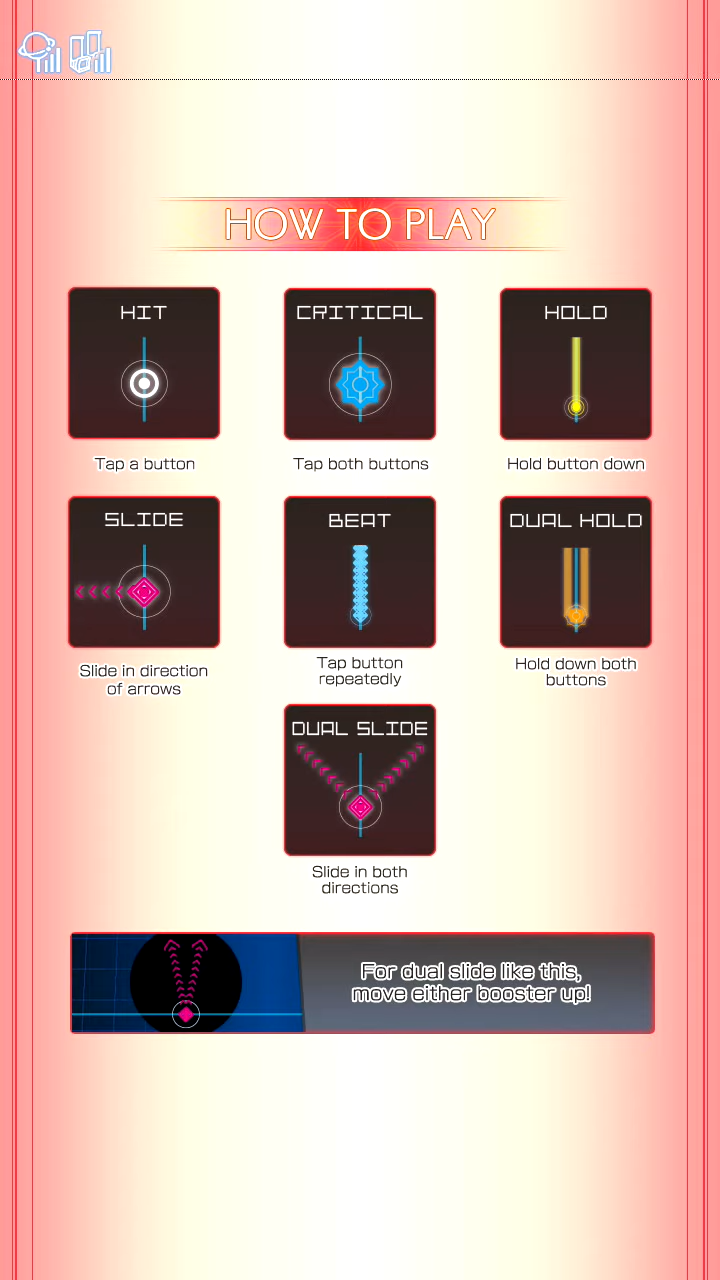 HOW TO PLAY
HIT
CRITICAL
HOLD
Tap a button
Tap both buttons
Hold button down
SLIDE
BEAT
DUAL HOLD
Slide in direction
of arrows
Tap button
repeatedly
Hold down both
buttons
DUAL SLIDE
Slide in both
directions
For dual slide like this,
move either booster up!